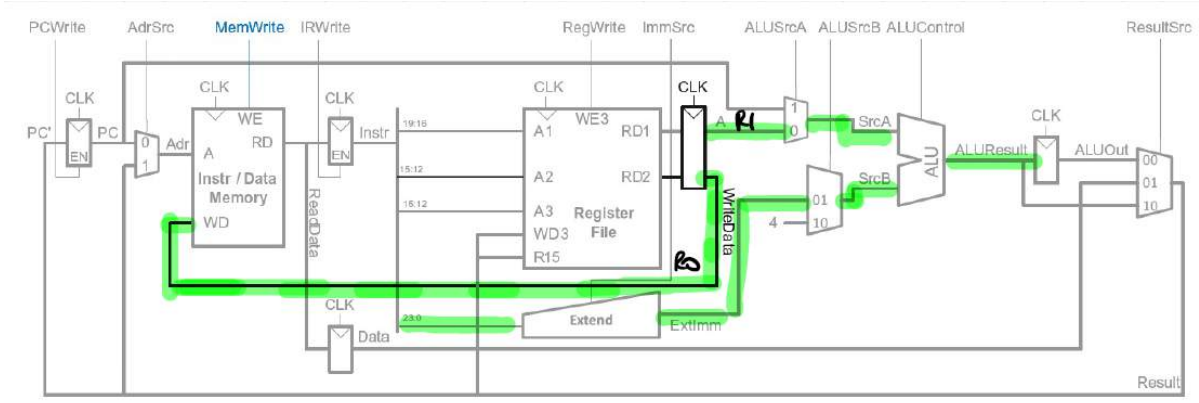 PCWrite AdrSrc MemWrite IRWrite RegWrite ImmSrc ALUSrcA ALUSrcB ALUControl ResultSrc
CLK CLK CLK CLK CLK CLK
PC' PC EN
0 1 Adr
WE A RD
Instr / Data
Memory
WD
EN Instr
ReadData
19:16
15:12
15:12
23:0
A1 WE3 RD1
A2 RD2
A3 Register
WD3 File
R15
A R1
R0
WriteData
1
0
SrcA
4
01
10
SrcB
ALU
ALUResult
ALUOut
00
01
10
CLK
Data
Extend
ExtImm
Result